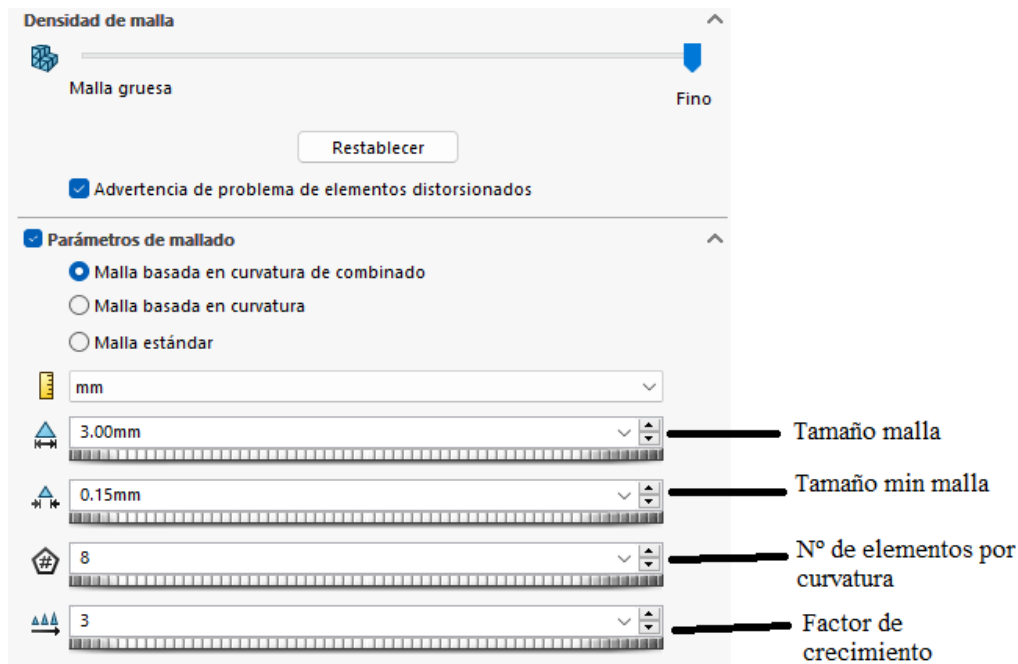 Densidad de malla
Malla gruesa
Fino
Restablecer
Advertencia de problema de elementos distorsionados
Parámetros de mallado
Malla basada en curvatura de combinado
Malla basada en curvatura
Malla estándar
mm
3.00mm
Tamaño malla
0.15mm
Tamaño min malla
#
8
Nº de elementos por
curvatura
3
Factor de
crecimiento